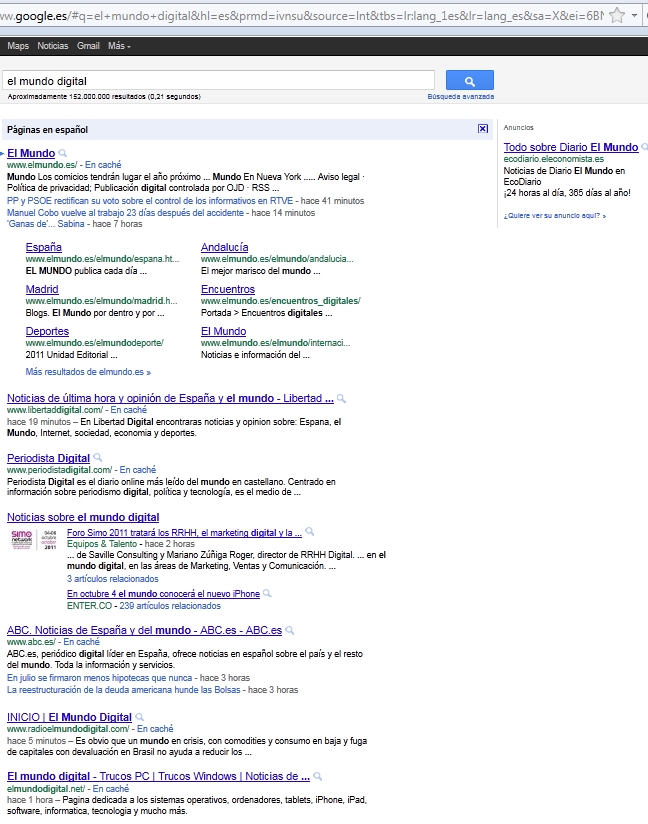 ww.google.es/#q=el+mundo+digital&hl=es&prmd=ivnsu&source=lnt&tbs=lr:lang_1es&lr=lang_es&sa=X&ei=6BN
Maps Noticias Gmail Más
el mundo digital
Aproximadamente 152.000.000 resultados (0,21 segundos) Búsqueda avanzada
Páginas en español
Anuncios
El Mundo
www.elmundo.es/ - En caché
Mundo Los comicios tendrán lugar el año próximo ... Mundo En Nueva York ..... Aviso legal ·
Política de privacidad; Publicación digital controlada por OJD · RSS ...
PP y PSOE rectifican su voto sobre el control de los informativos en RTVE - hace 41 minutos
Manuel Cobo vuelve al trabajo 23 días después del accidente - hace 14 minutos
'Ganas de'... Sabina - hace 7 horas
Todo sobre Diario El Mundo
ecodiario.eleconomista.es
Noticias de Diario El Mundo en
EcoDiario
¡24 horas al día, 365 días al año!
¿Quiere ver su anuncio aquí? »
España
www.elmundo.es/elmundo/espana.ht...
EL MUNDO publica cada día ...
Andalucía
www.elmundo.es/elmundo/andalucia...
El mejor marisco del mundo ...
Madrid
www.elmundo.es/elmundo/madrid.h...
Blogs. El Mundo por dentro y por ...
Encuentros
www.elmundo.es/encuentros_digitales/
Portada > Encuentros digitales ...
Deportes
www.elmundo.es/elmundodeporte/
2011 Unidad Editorial ...
El Mundo
www.elmundo.es/elmundo/internaci...
Noticias e información del ...
Más resultados de elmundo.es »
Noticias de última hora y opinión de España y el mundo - Libertad ...
www.libertaddigital.com/ - En caché
hace 19 minutos – En Libertad Digital encontraras noticias y opinion sobre: Espana, el
Mundo, Internet, sociedad, economia y deportes.
Periodista Digital
www.periodistadigital.com/ - En caché
Periodista Digital es el diario online más leído del mundo en castellano. Centrado en
información sobre periodismo digital, política y tecnología, es el medio de ...
Noticias sobre el mundo digital
simo
network
octubre
2011
Foro Simo 2011 tratará los RRHH, el marketing digital y la ...
Equipos & Talento - hace 2 horas
... de Saville Consulting y Mariano Zúñiga Roger, director de RRHH Digital. ... en el
mundo digital, en las áreas de Marketing, Ventas y Comunicación. ...
3 artículos relacionados
En octubre 4 el mundo conocerá el nuevo iPhone
ENTER.CO - 239 artículos relacionados
ABC. Noticias de España y del mundo - ABC.es - ABC.es
www.abc.es/ - En caché
ABC.es, periódico digital líder en España, ofrece noticias en español sobre el país y el resto
del mundo. Toda la información y servicios.
En julio se firmaron menos hipotecas que nunca - hace 3 horas
La reestructuración de la deuda americana hunde las Bolsas - hace 3 horas
INICIO | El Mundo Digital
www.radioelmundodigital.com/ - En caché
hace 5 minutos – Es obvio que un mundo en crisis, con comodities y consumo en baja y fuga
de capitales con devaluación en Brasil no ayuda a reducir los ...
El mundo digital - Trucos PC | Trucos Windows | Noticias de ...
elmundodigital.net/ - En caché
hace 1 hora – Pagina dedicada a los sistemas operativos, ordenadores, tablets, iPhone, iPad,
software, informatica, tecnologia y mucho más.